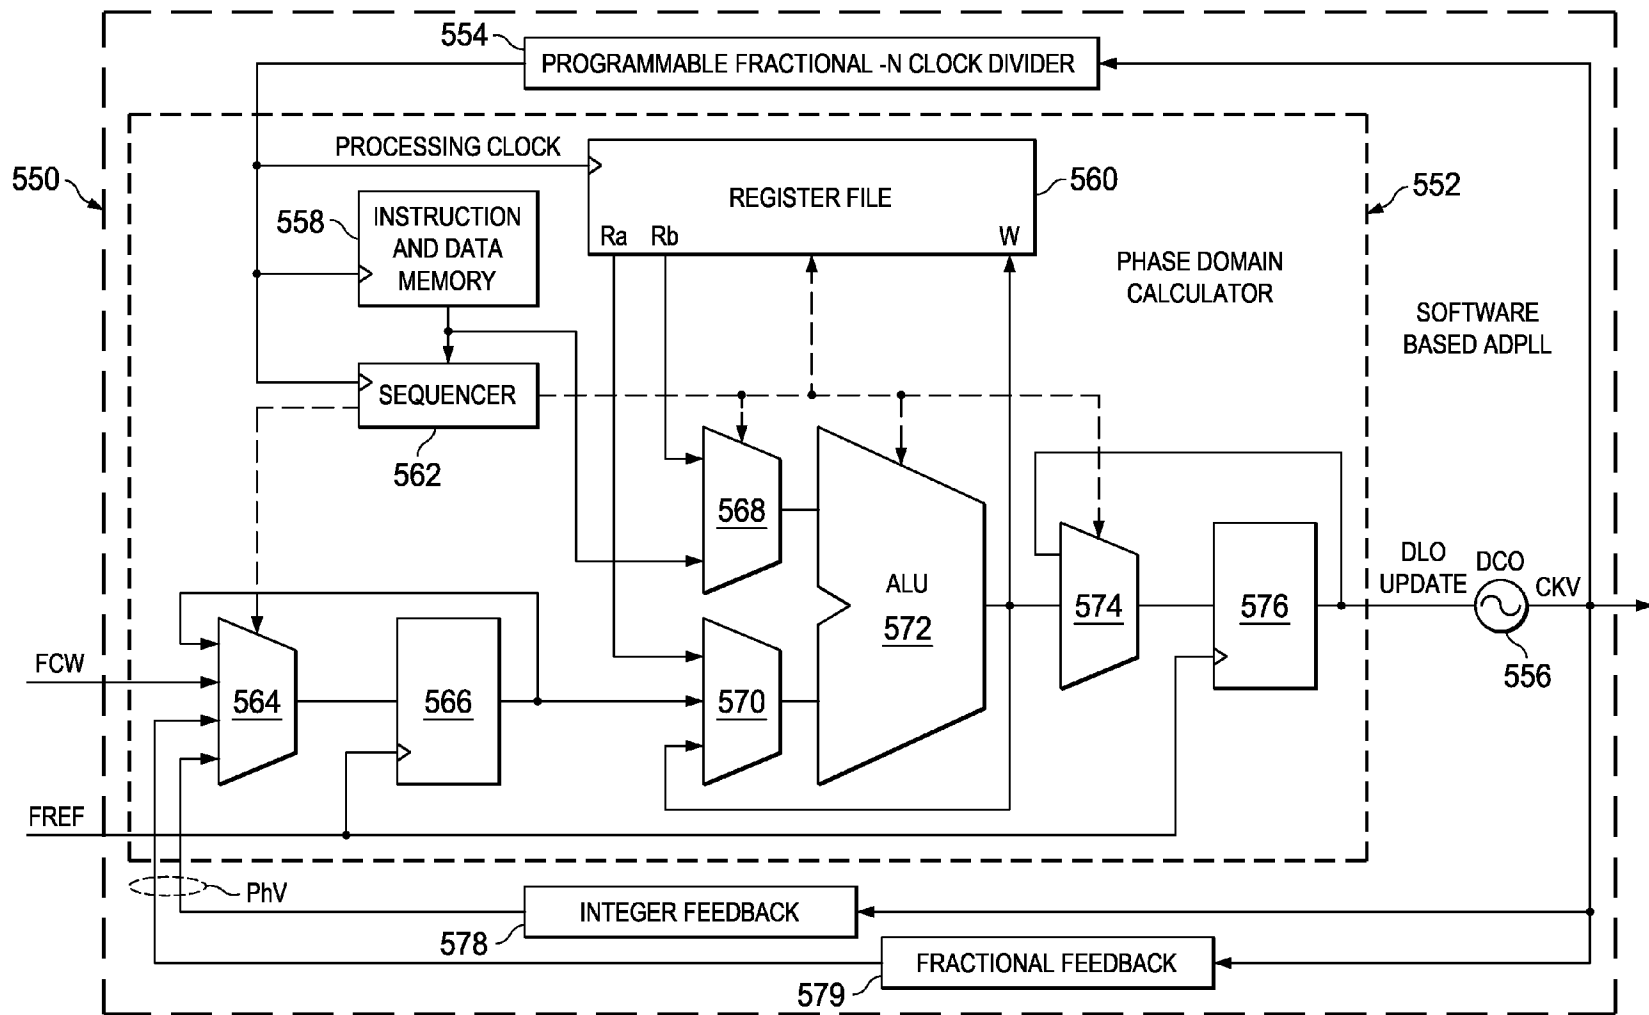 554
PROGRAMMABLE FRACTIONAL -N CLOCK DIVIDER
550
PROCESSING CLOCK
REGISTER FILE
Ra
Rb
W
560
552
558
INSTRUCTION
AND DATA
MEMORY
PHASE DOMAIN
CALCULATOR
SOFTWARE
BASED ADPLL
SEQUENCER
562
568
ALU
572
574
576
DLO
UPDATE
DCO
CKV
556
FCW
564
566
570
FREF
PhV
INTEGER FEEDBACK
578
FRACTIONAL FEEDBACK
579